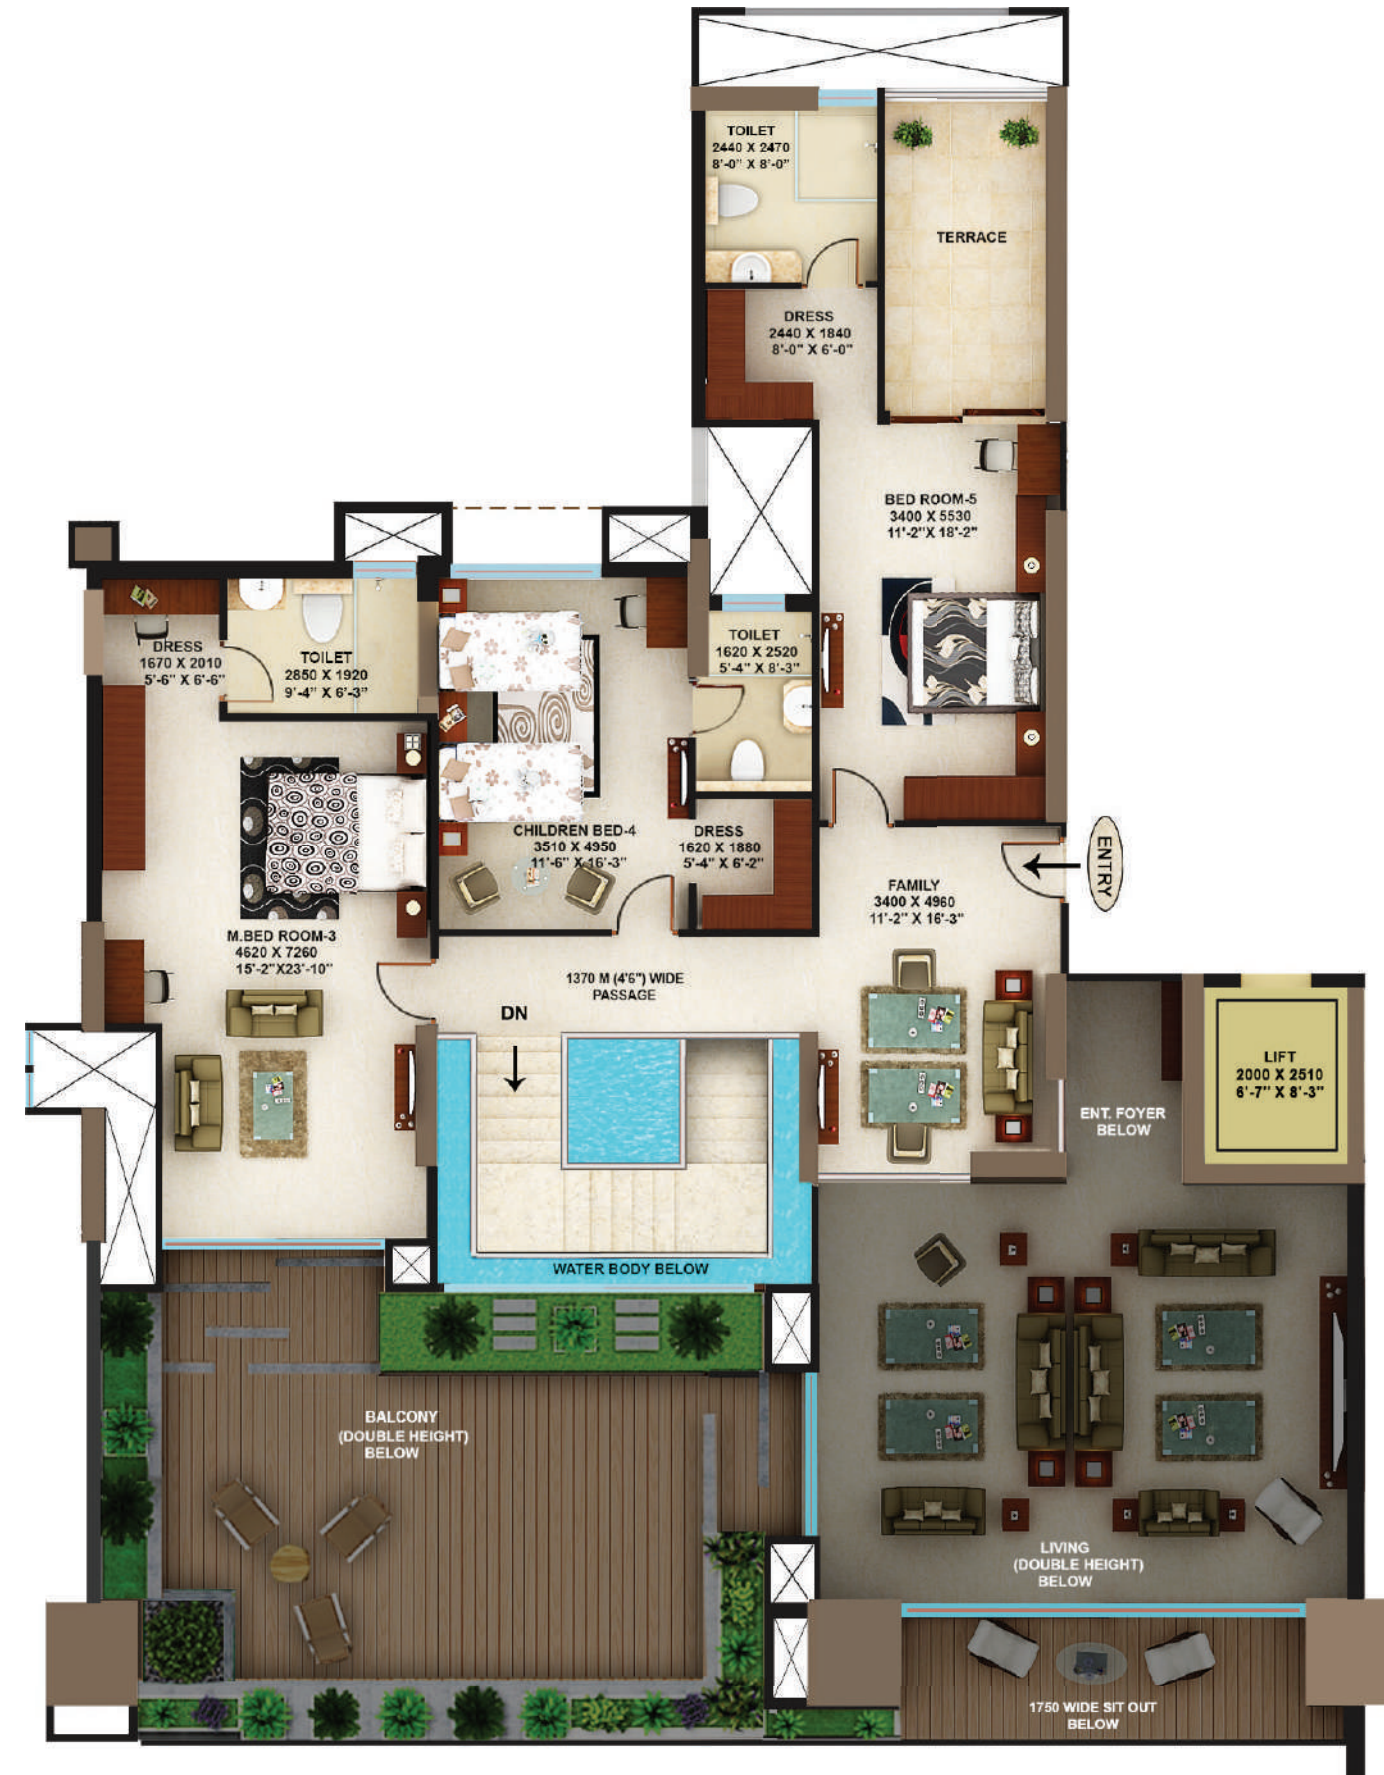 TOILET
2440 X 2470
8'-0" X 8'-0"
TERRACE
DRESS
2440 X 1840
8'-0" X 6'-0"
BED ROOM-5
3400 X 5530
11'-2"X 18'-2"
TOILET
1620 X 2520
5'-4" X 8'-3"
DRESS
1670 X 2010
5'-6" X 6'-6"
TOILET
2850 X 1920
9'-4" X 6'-3"
CHILDREN BED-4
3510 X 4950
11'-6" X 16'-3"
DRESS
1620 X 1880
5'-4" X 6'-2"
ENTRY
FAMILY
3400 X 4960
11'-2" X 16'-3"
M.BED ROOM-3
4620 X 7260
15'-2"X23'-10"
1370 M (4'6") WIDE
PASSAGE
DN
LIFT
2000 X 2510
6'-7" X 8'-3"
ENT. FOYER
BELOW
WATER BODY BELOW
BALCONY
(DOUBLE HEIGHT)
BELOW
LIVING
(DOUBLE HEIGHT)
BELOW
1750 WIDE SIT OUT
BELOW